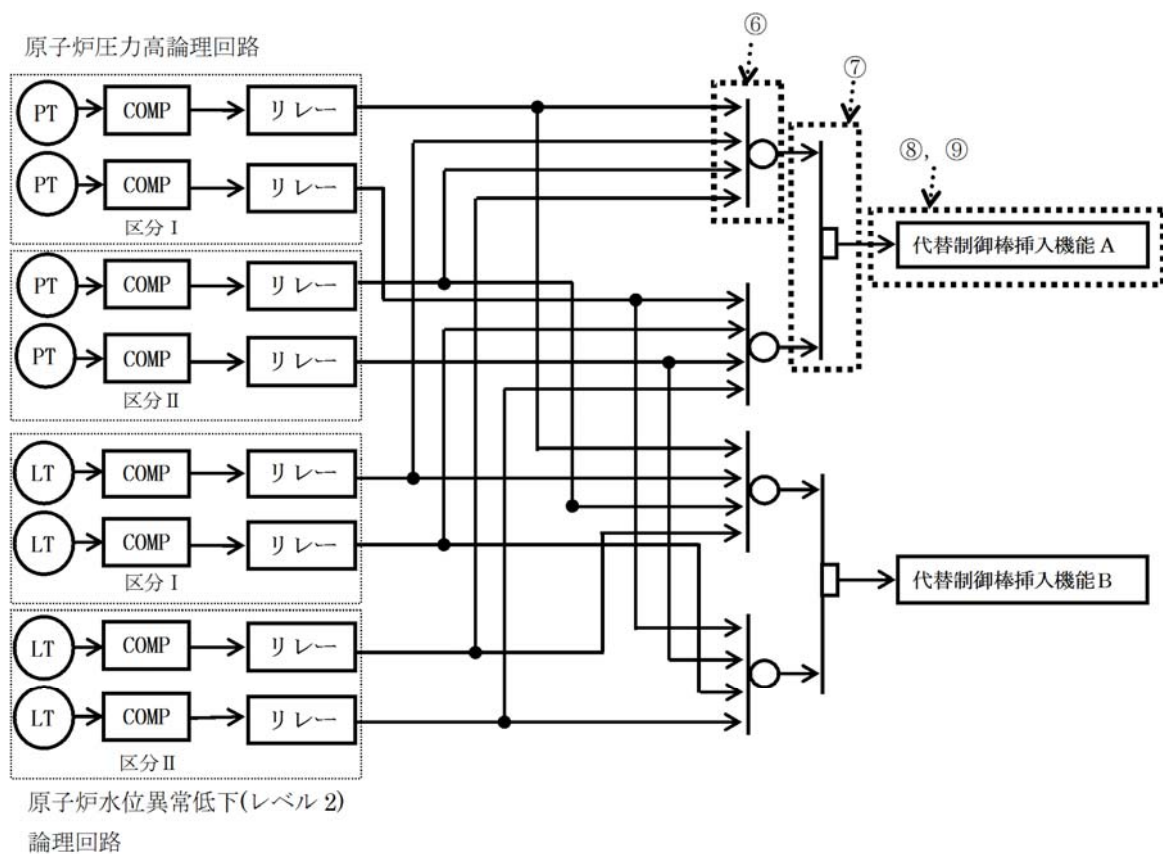 原子炉圧力高論理回路
⑥
⑦
⑧, ⑨
PT COMP リレー
PT COMP リレー
区分Ⅰ
代替制御棒挿入機能A
PT COMP リレー
PT COMP リレー
区分Ⅱ
LT COMP リレー
LT COMP リレー
区分Ⅰ
代替制御棒挿入機能B
LT COMP リレー
LT COMP リレー
区分Ⅱ
原子炉水位異常低下(レベル2)
論理回路